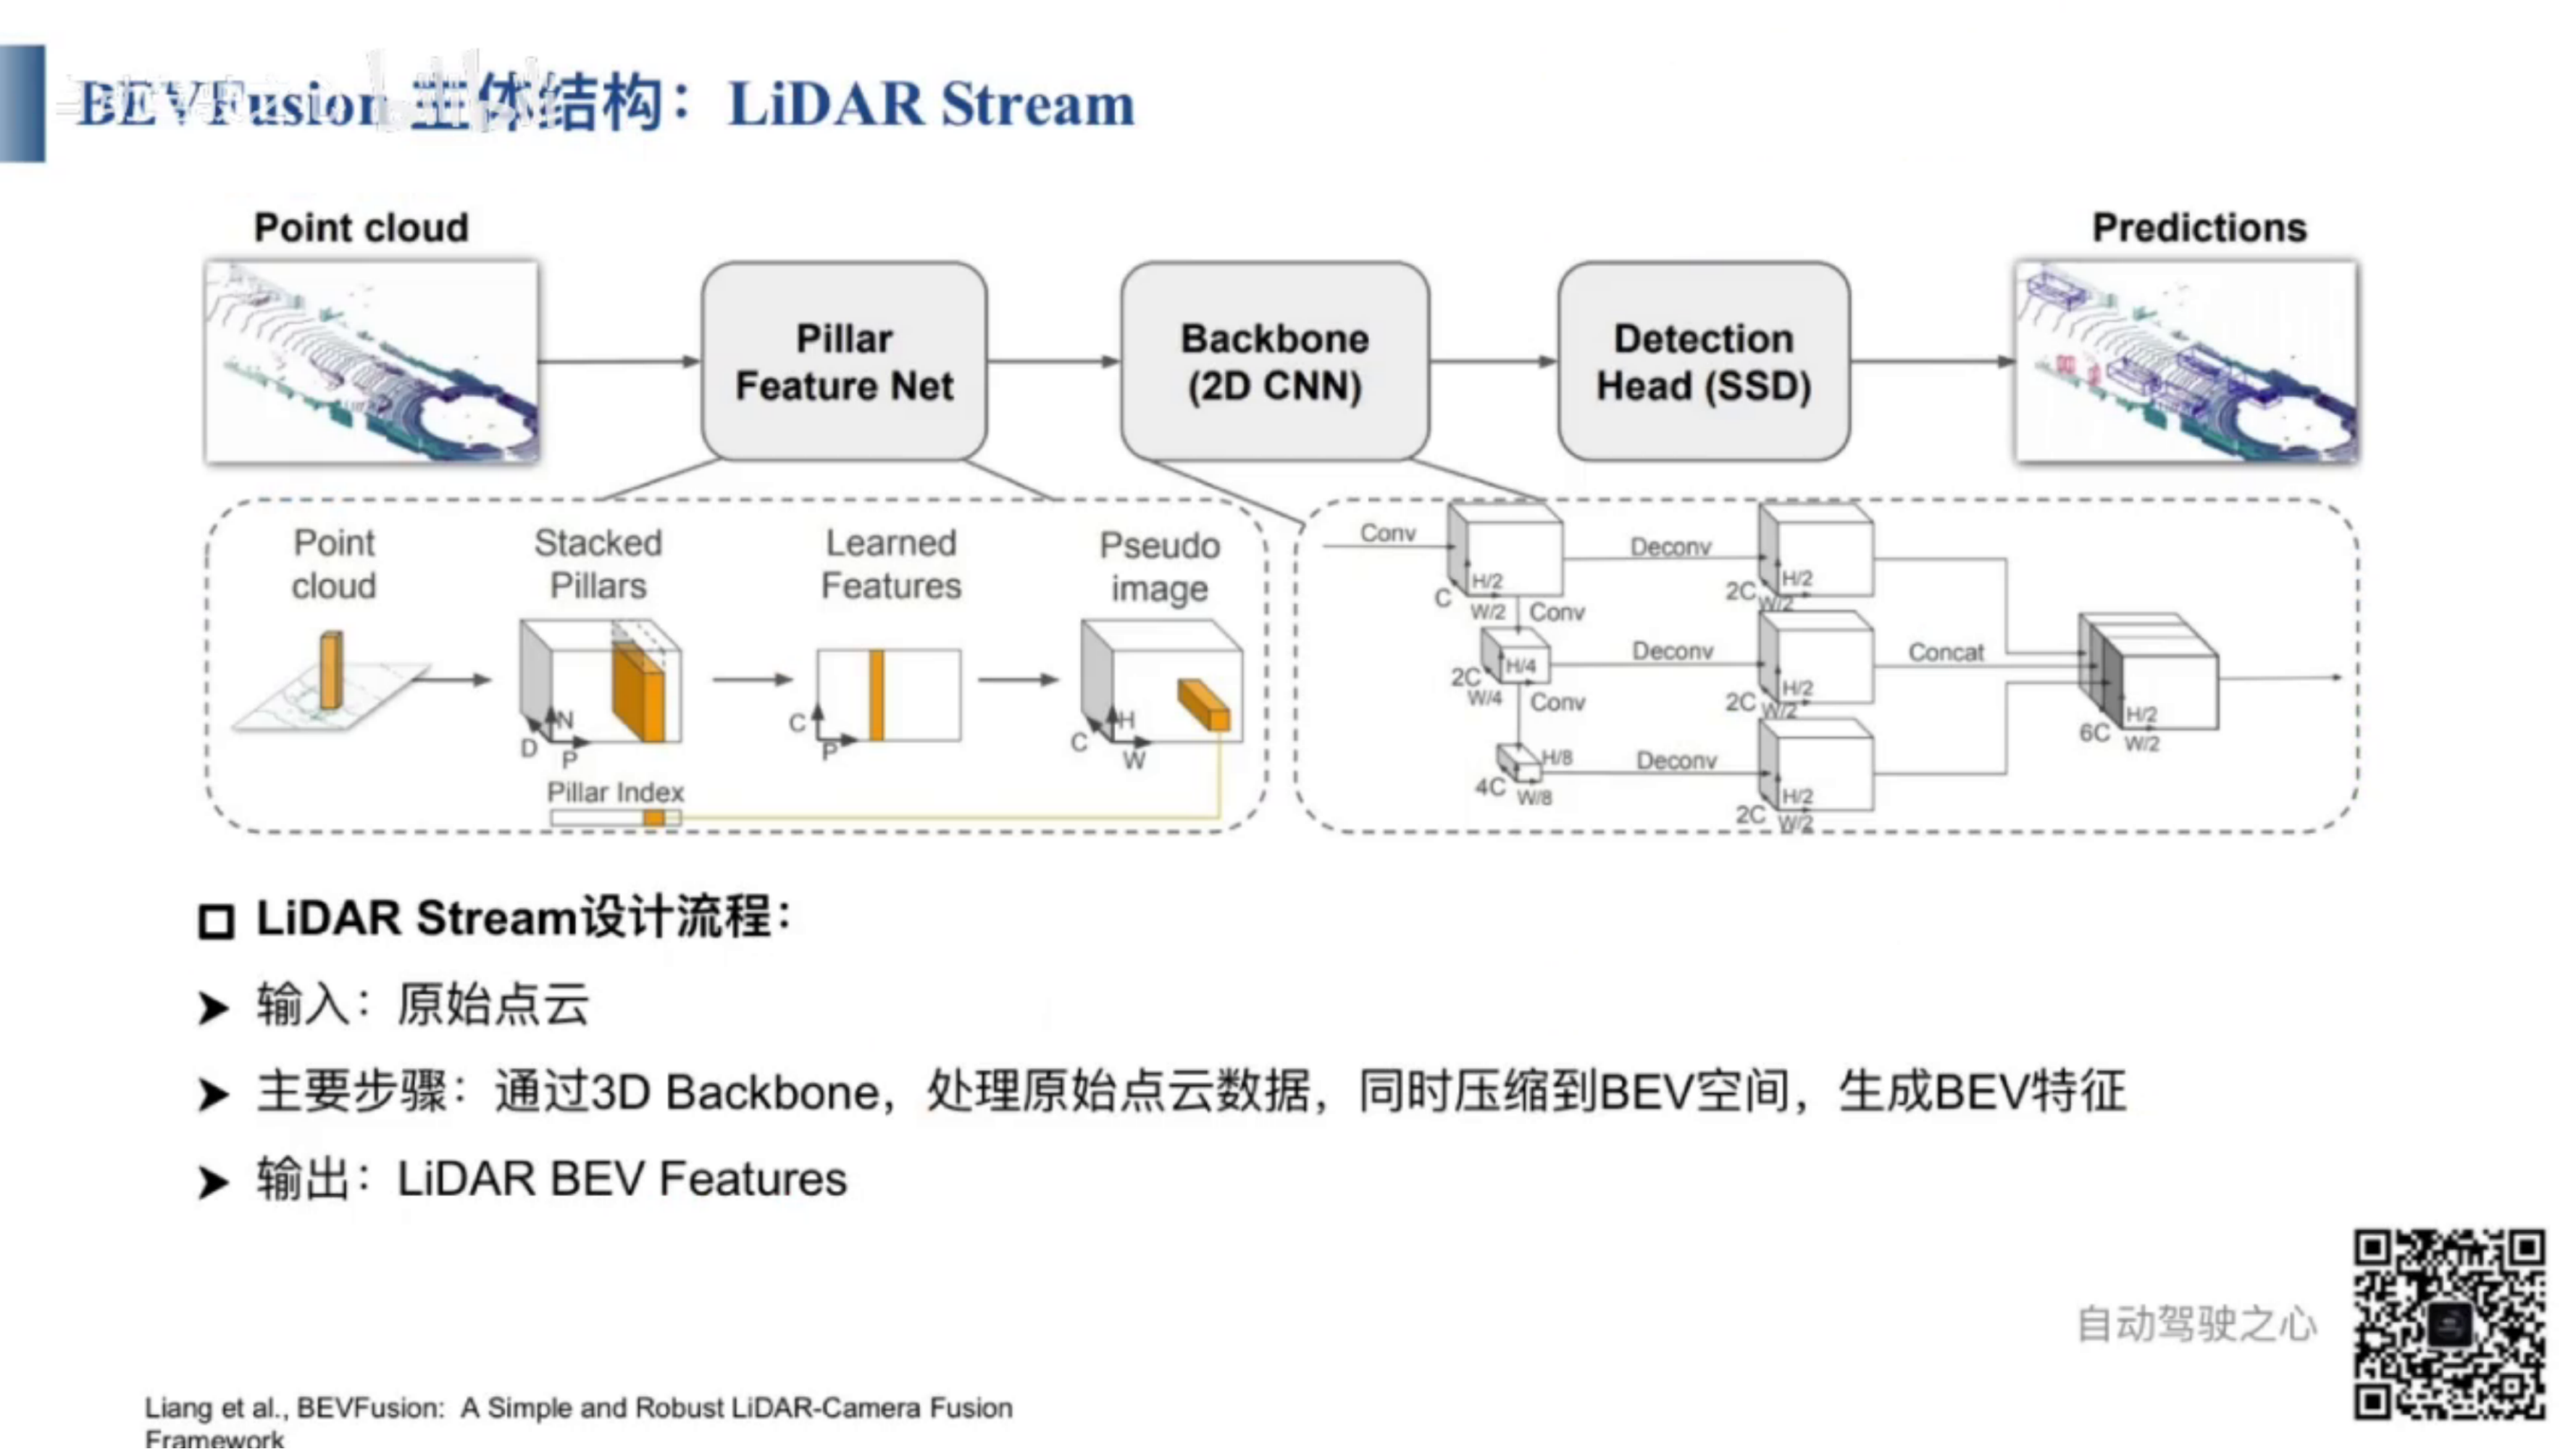 BEVFusion 主体结构：LiDAR Stream
Point cloud
Predictions
Pillar
Feature Net
Backbone
(2D CNN)
Detection
Head (SSD)
Point
cloud
Stacked
Pillars
Learned
Features
Pseudo
image
N
D
P
C
P
H
C
W
Pillar Index
Conv
Deconv
H/2
C
W/2
Conv
H/2
2C
W/2
Deconv
Concat
H/4
2C
W/4
Conv
H/2
2C
W/2
H/2
6C
W/2
Deconv
H/8
4C
W/8
H/2
2C
W/2
LiDAR Stream设计流程：
输入：原始点云
主要步骤：通过3D Backbone，处理原始点云数据，同时压缩到BEV空间，生成BEV特征
输出：LiDAR BEV Features
自动驾驶之心
Liang et al., BEVFusion: A Simple and Robust LiDAR-Camera Fusion
Framework